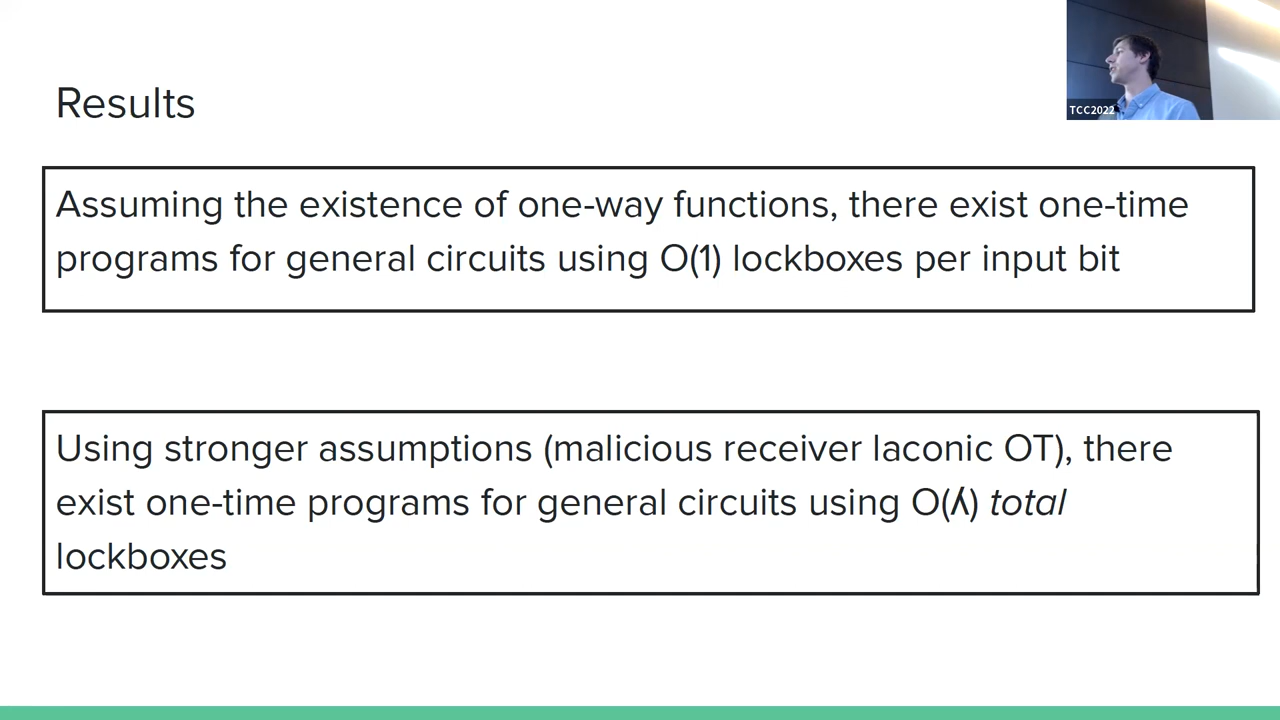 TCC2022
Results
Assuming the existence of one-way functions, there exist one-time
programs for general circuits using O(1) lockboxes per input bit
Using stronger assumptions (malicious receiver laconic OT), there
exist one-time programs for general circuits using O(ʎ) total
lockboxes